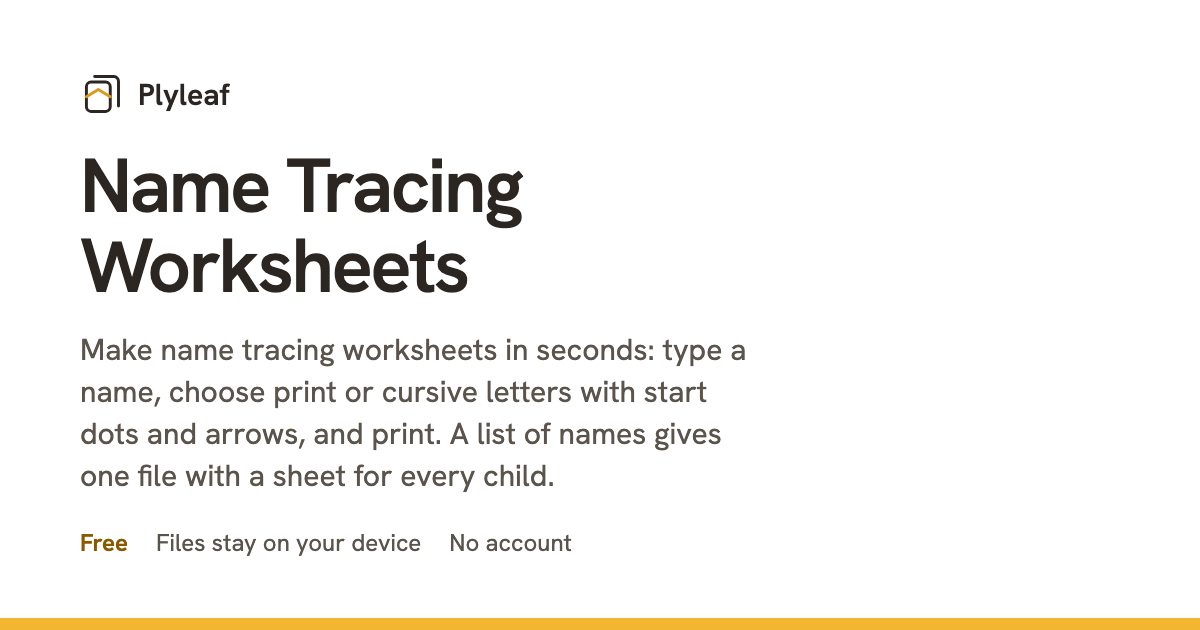 Plyleaf
Name Tracing
Worksheets
Make name tracing worksheets in seconds: type a
name, choose print or cursive letters with start
dots and arrows, and print. A list of names gives
one file with a sheet for every child.
Free Files stay on your device No account